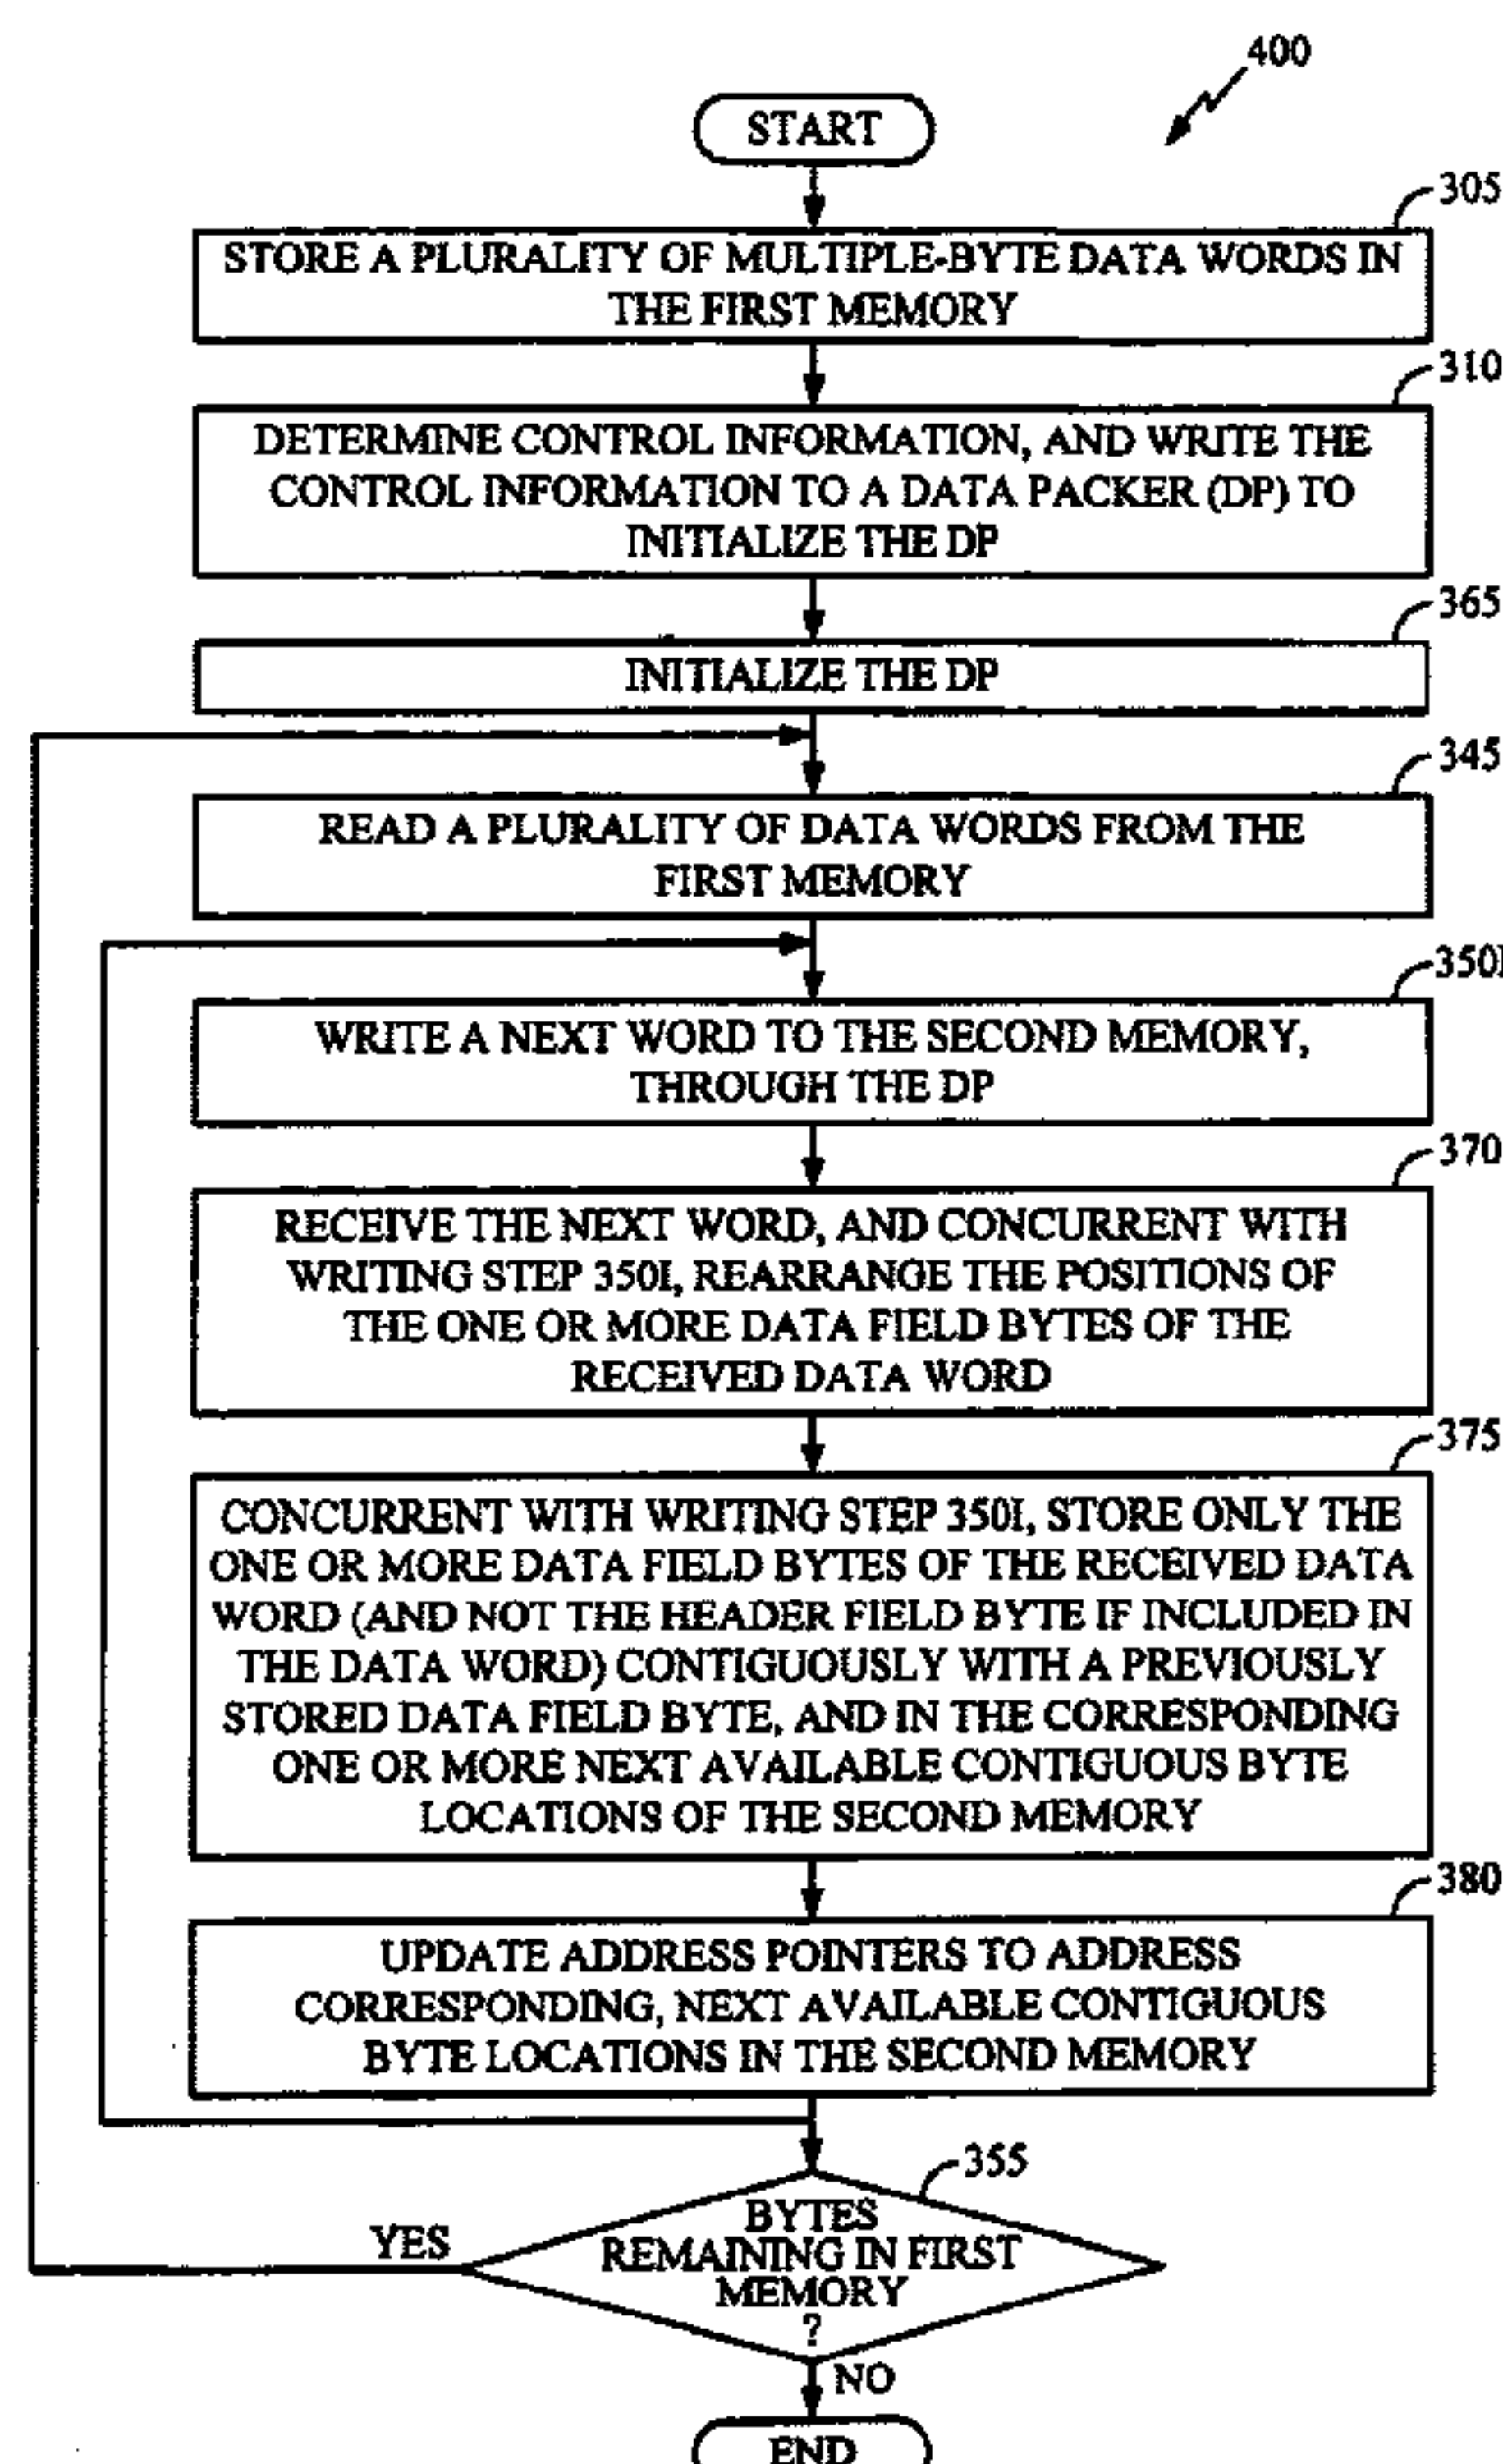 400
START
305
STORE A PLURALITY OF MULTIPLE-BYTE DATA WORDS IN
THE FIRST MEMORY
310
DETERMINE CONTROL INFORMATION, AND WRITE THE
CONTROL INFORMATION TO A DATA PACKER (DP) TO
INITIALIZE THE DP
365
INITIALIZE THE DP
345
READ A PLURALITY OF DATA WORDS FROM THE
FIRST MEMORY
350I
WRITE A NEXT WORD TO THE SECOND MEMORY,
THROUGH THE DP
370
RECEIVE THE NEXT WORD, AND CONCURRENT WITH
WRITING STEP 350I, REARRANGE THE POSITIONS OF
THE ONE OR MORE DATA FIELD BYTES OF THE
RECEIVED DATA WORD
375
CONCURRENT WITH WRITING STEP 350I, STORE ONLY THE
ONE OR MORE DATA FIELD BYTES OF THE RECEIVED DATA
WORD (AND NOT THE HEADER FIELD BYTE IF INCLUDED IN
THE DATA WORD) CONTIGUOUSLY WITH A PREVIOUSLY
STORED DATA FIELD BYTE, AND IN THE CORRESPONDING
ONE OR MORE NEXT AVAILABLE CONTIGUOUS BYTE
LOCATIONS OF THE SECOND MEMORY
380
UPDATE ADDRESS POINTERS TO ADDRESS
CORRESPONDING, NEXT AVAILABLE CONTIGUOUS
BYTE LOCATIONS IN THE SECOND MEMORY
355
BYTES
YES
REMAINING IN FIRST
MEMORY
?
NO
END